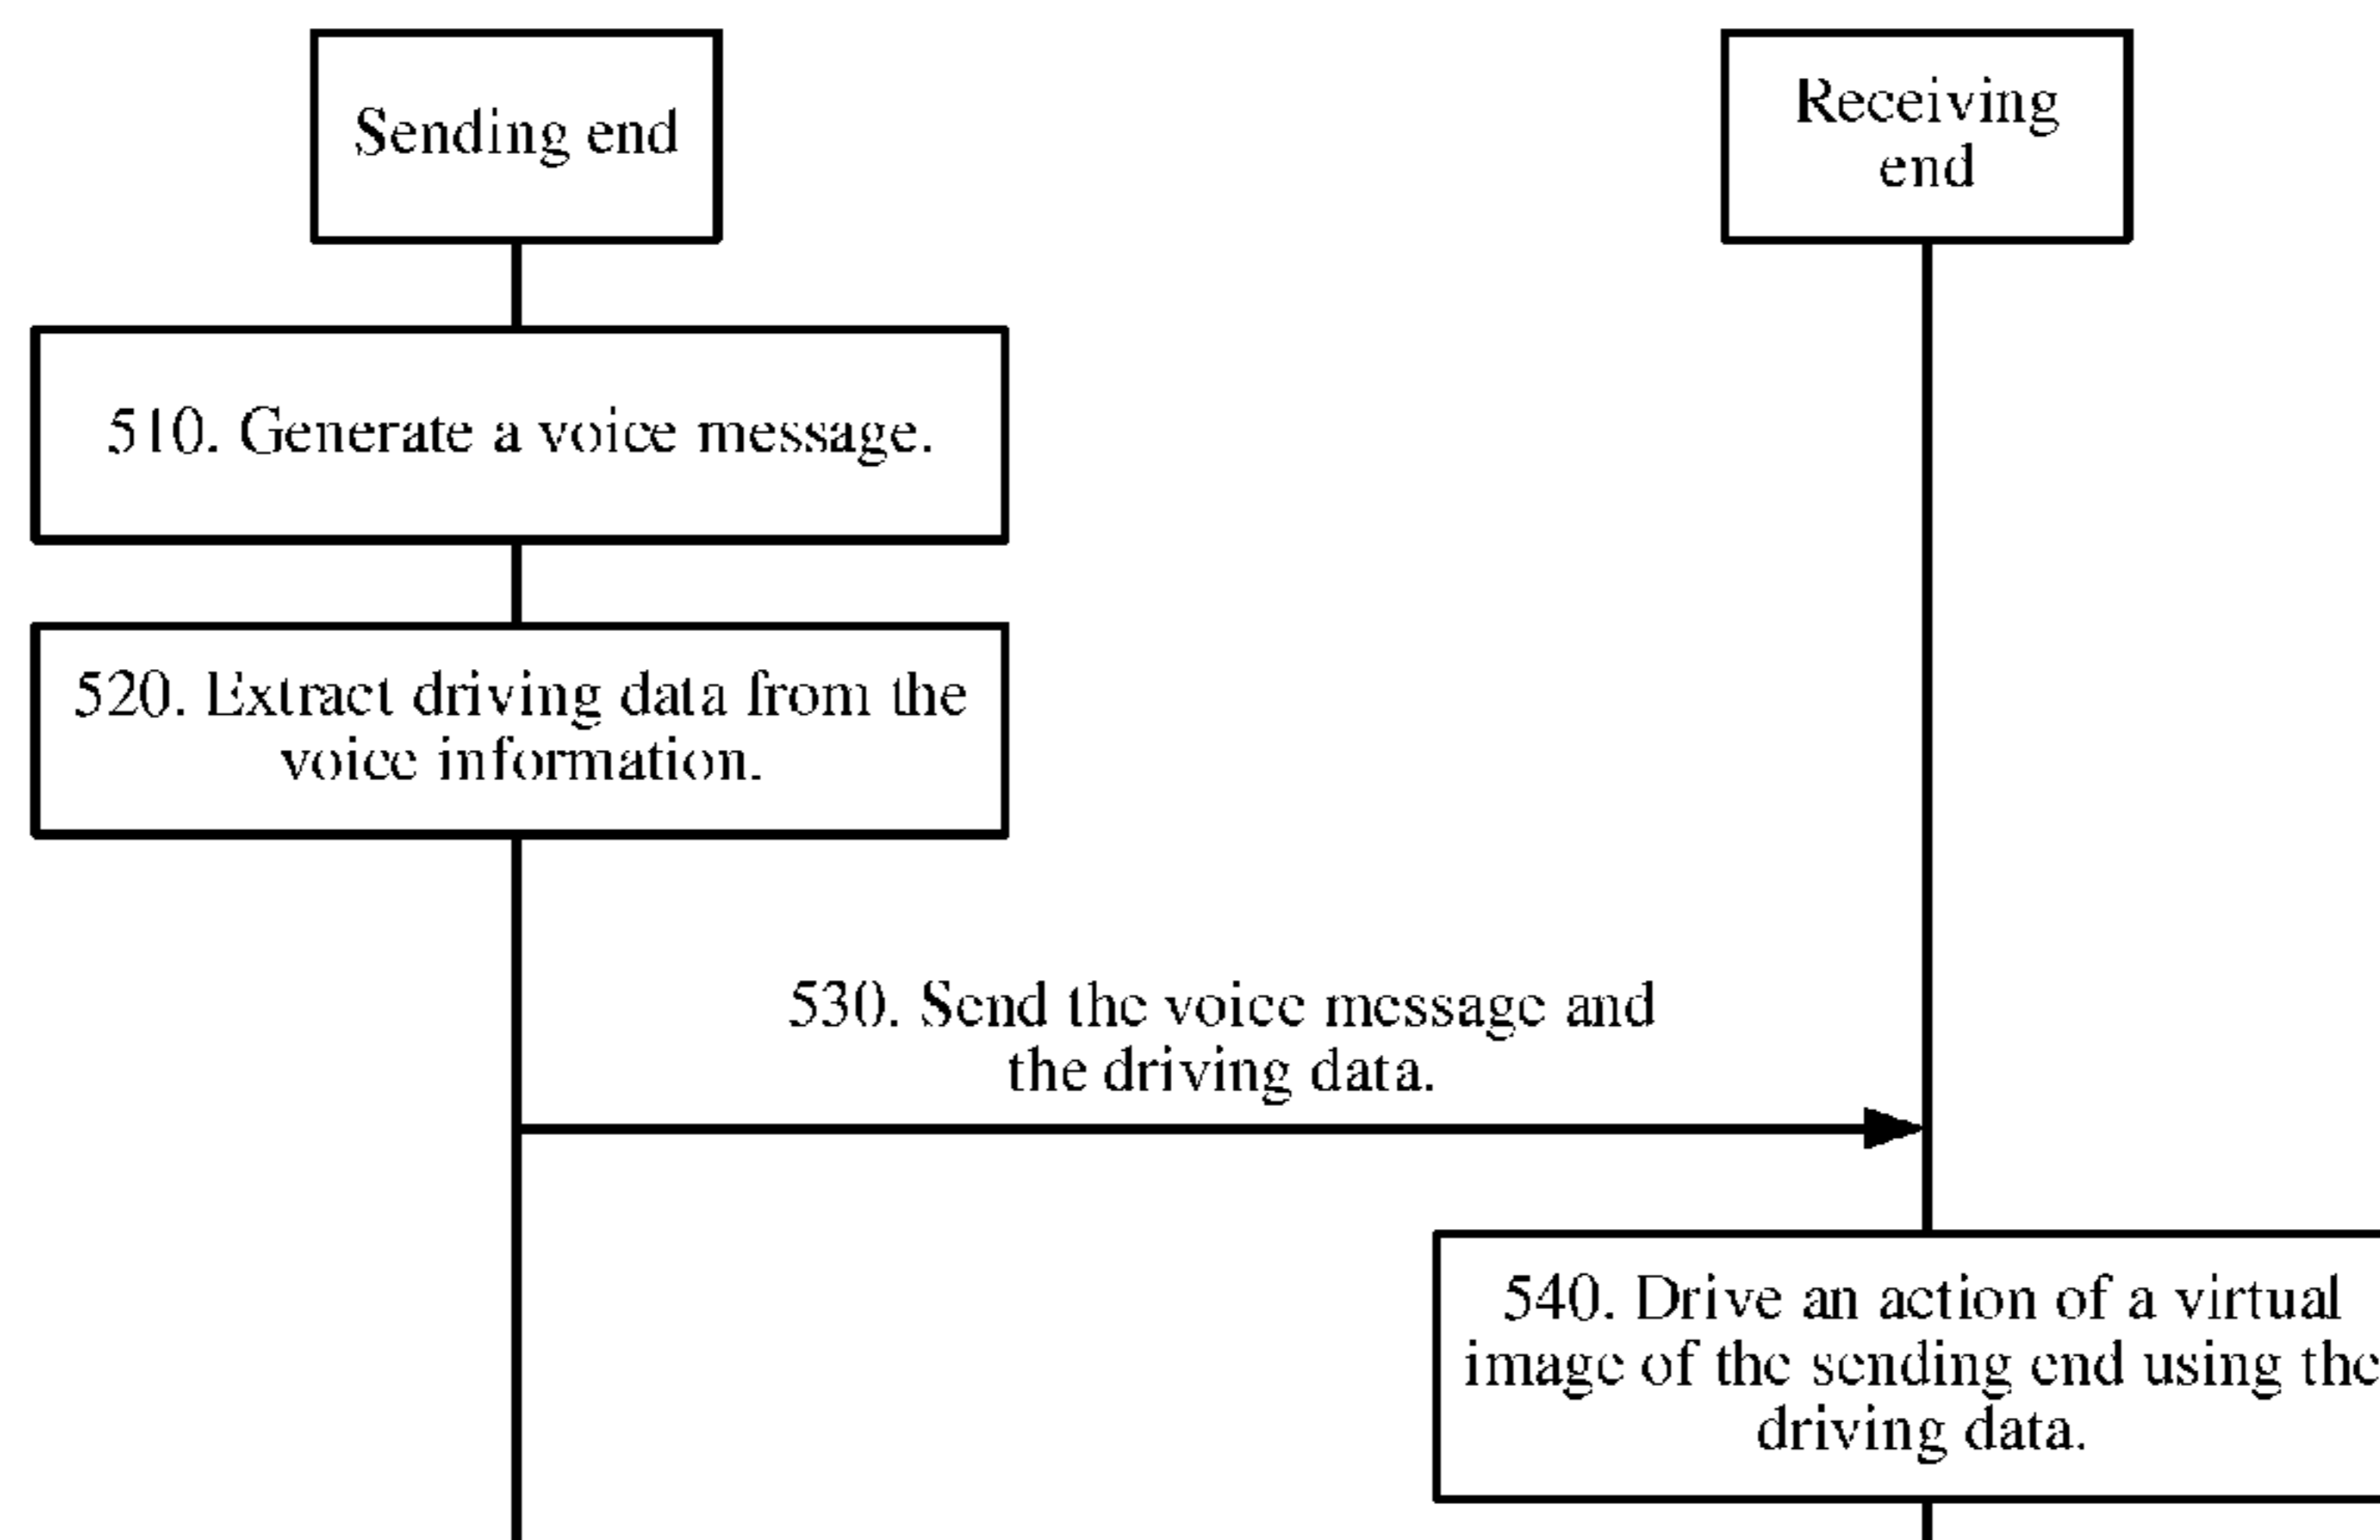 Sending end
Receiving
end
510. Generate a voice message.
520. Extract driving data from the
voice information.
530. Send the voice message and
the driving data.
540. Drive an action of a virtual
image of the sending end using the
driving data.